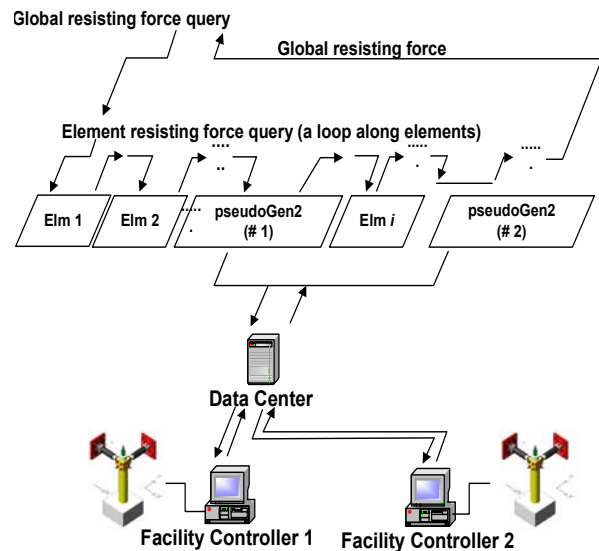 Global resisting force query
Global resisting force
Element resisting force query (a loop along elements)
..... ..... .....
.. . .
Elm 1 Elm 2 ..... pseudoGen2 Elm i pseudoGen2
. (# 1) (# 2)
Data Center
Facility Controller 1 Facility Controller 2